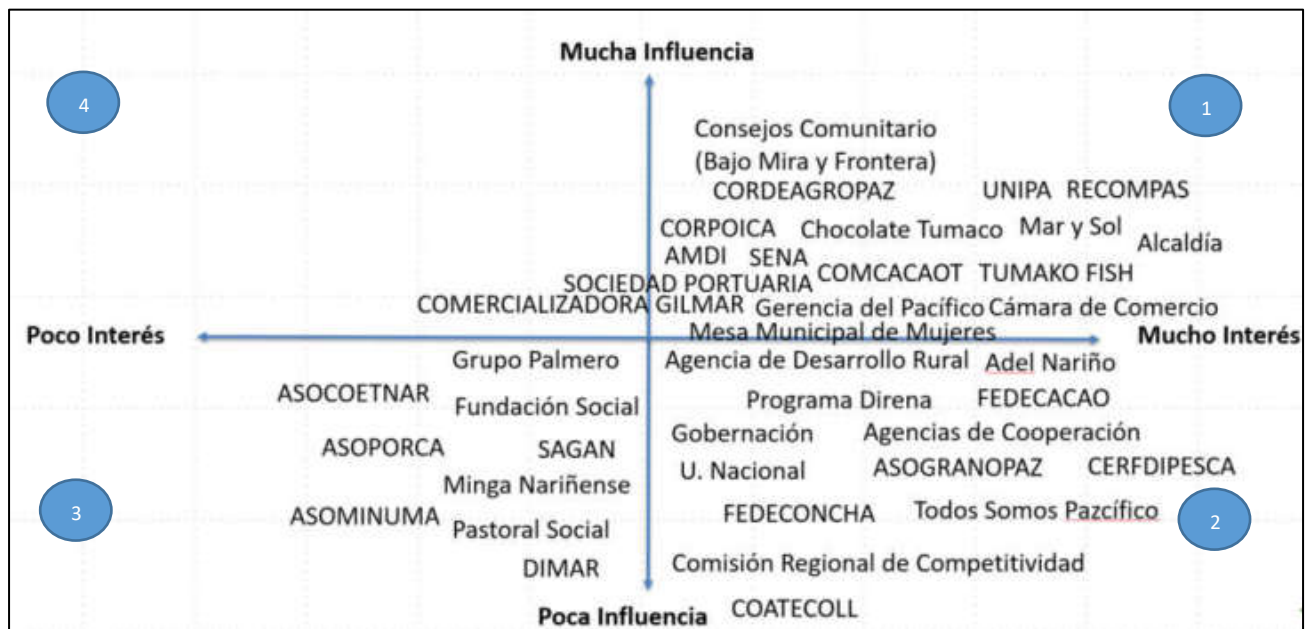 Mucha Influencia
4
1
Consejos Comunitario
(Bajo Mira y Frontera)
CORDEAGROPAZ UNIPA RECOMPAS
CORPOICA Chocolate Tumaco Mar y Sol Alcaldía
AMDI SENA
SOCIEDAD PORTUARIA COMCACAOT TUMAKO FISH
COMERCIALIZADORA GILMAR Gerencia del Pacífico Cámara de Comercio
Poco Interés Mesa Municipal de Mujeres Mucho Interés
Grupo Palmero Agencia de Desarrollo Rural Adel Nariño
ASOCOETNAR Fundación Social Programa Direna FEDECACAO
ASOPORCA SAGAN Gobernación Agencias de Cooperación
Minga Nariñense U. Nacional ASOGRANOPAZ CERFDIPESCA
3
ASOMINUMA Pastoral Social FEDECONCHA Todos Somos Pazcífico
2
DIMAR Comisión Regional de Competitividad
Poca Influencia COATECOLL